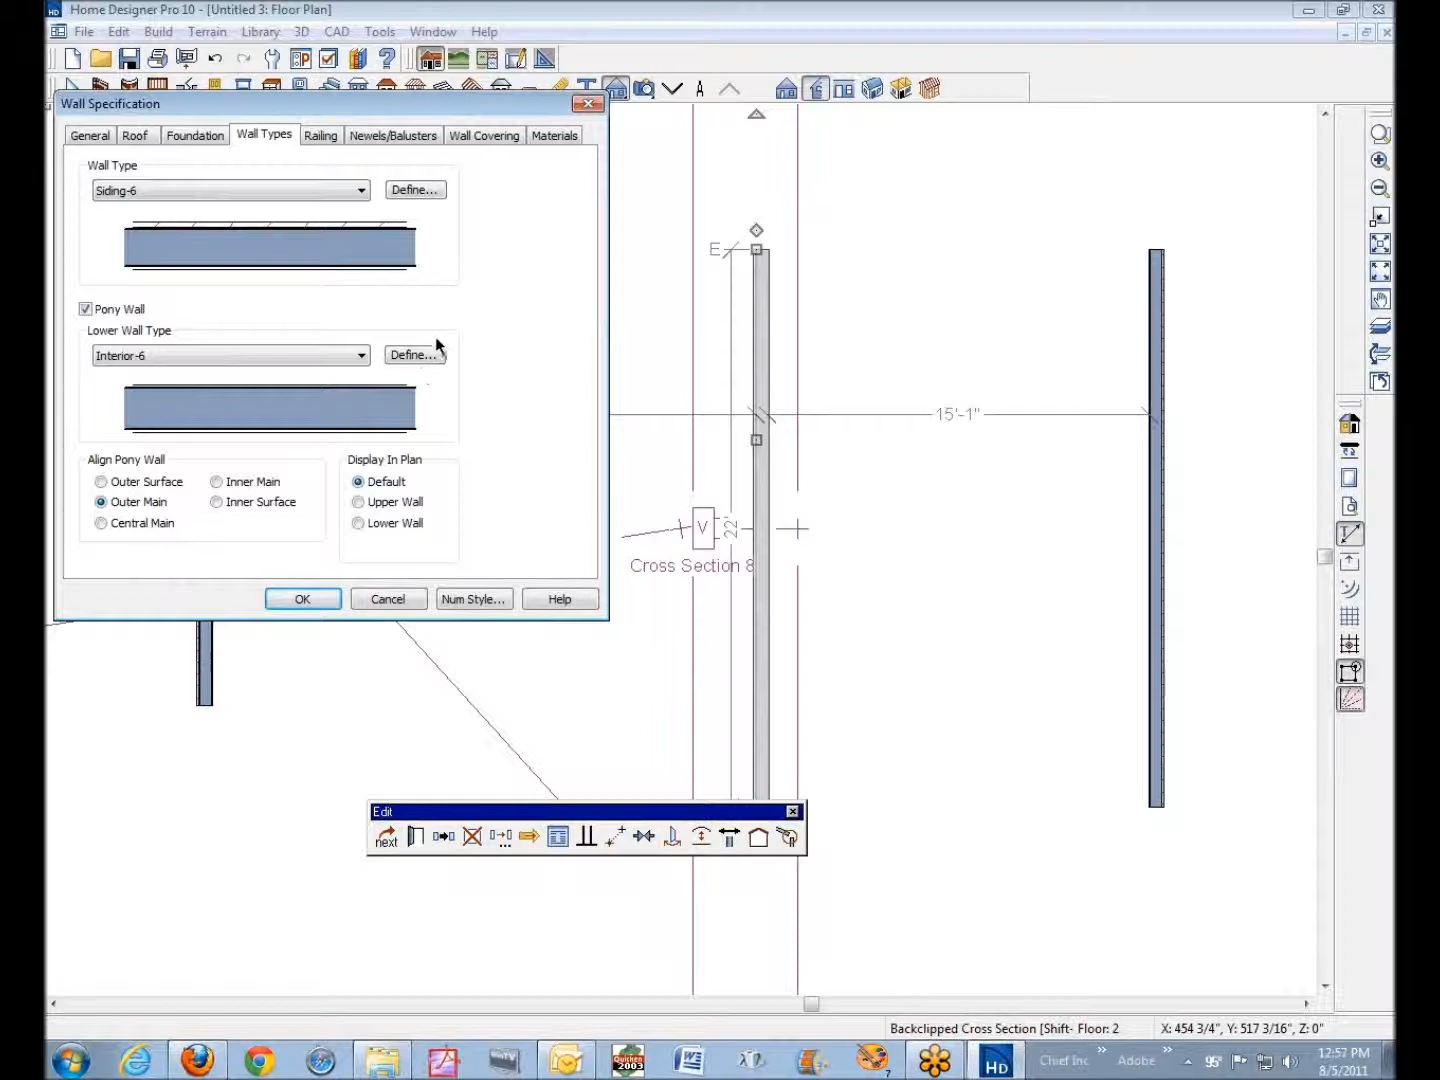 Home Designer Pro 10 - [Untitled 3: Floor Plan]
File Edit Build Terrain Library 3D CAD Tools Window Help
Wall Specification
General Roof Foundation Wall Types Railing Newels/Balusters Wall Covering Materials
Wall Type
Siding-6 Define...
Pony Wall
Lower Wall Type
Interior-6 Define...
Align Pony Wall Display In Plan
Outer Surface Inner Main Default
Outer Main Inner Surface Upper Wall
Central Main Lower Wall
OK Cancel Num Style... Help
E
15'-1"
V 22'
Cross Section 8
Edit
next
Backclipped Cross Section [Shift- Floor: 2 X: 454 3/4", Y: 517 3/16", Z: 0"
Quicken 2003 HD Chief Inc » Adobe » 95° 12:57 PM
8/5/2011